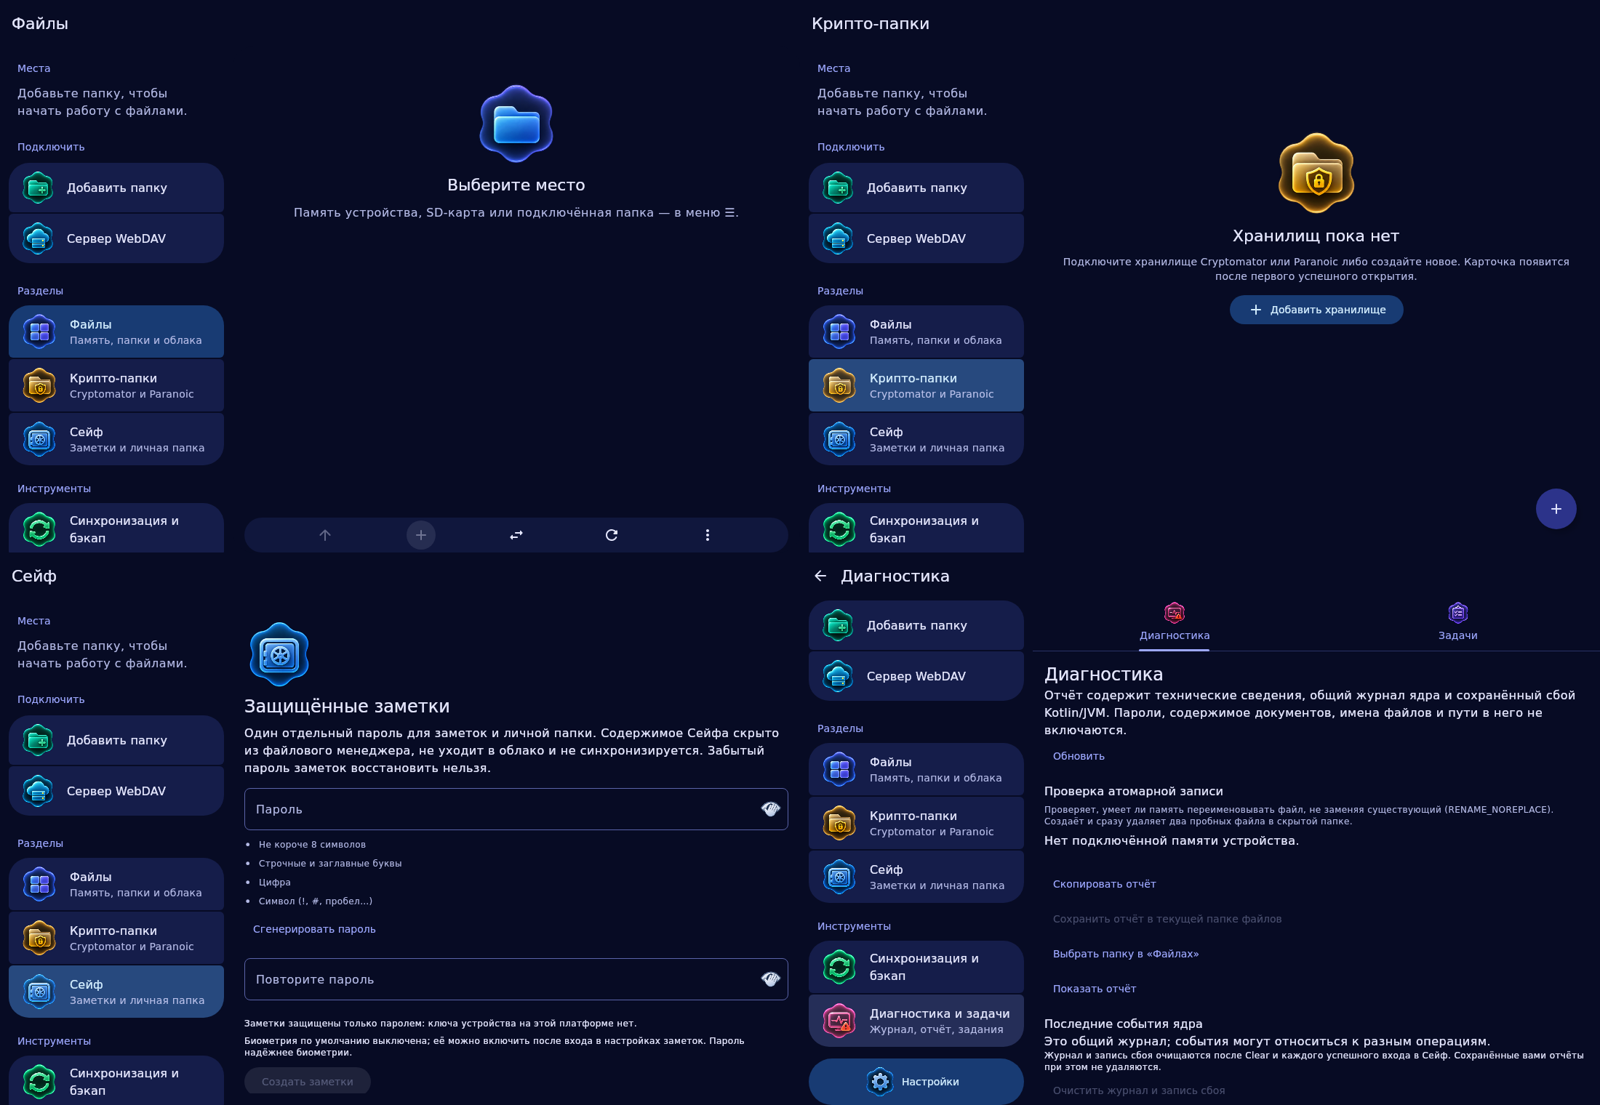 Файлы
Места
Добавьте папку, чтобы
начать работу с файлами.
Подключить
Добавить папку
Сервер WebDAV
Разделы
Файлы
Память, папки и облака
Крипто-папки
Cryptomator и Paranoic
Сейф
Заметки и личная папка
Инструменты
Синхронизация и
бэкап
Выберите место
Память устройства, SD-карта или подключённая папка — в меню ☰.
Крипто-папки
Места
Добавьте папку, чтобы
начать работу с файлами.
Подключить
Добавить папку
Сервер WebDAV
Разделы
Файлы
Память, папки и облака
Крипто-папки
Cryptomator и Paranoic
Сейф
Заметки и личная папка
Инструменты
Синхронизация и
бэкап
Хранилищ пока нет
Подключите хранилище Cryptomator или Paranoic либо создайте новое. Карточка появится
после первого успешного открытия.
Добавить хранилище
Сейф
Места
Добавьте папку, чтобы
начать работу с файлами.
Подключить
Добавить папку
Сервер WebDAV
Разделы
Файлы
Память, папки и облака
Крипто-папки
Cryptomator и Paranoic
Сейф
Заметки и личная папка
Инструменты
Синхронизация и
бэкап
Защищённые заметки
Один отдельный пароль для заметок и личной папки. Содержимое Сейфа скрыто
из файлового менеджера, не уходит в облако и не синхронизируется. Забытый
пароль заметок восстановить нельзя.
Пароль
• Не короче 8 символов
• Строчные и заглавные буквы
• Цифра
• Символ (!, #, пробел…)
Сгенерировать пароль
Повторите пароль
Заметки защищены только паролем: ключа устройства на этой платформе нет.
Биометрия по умолчанию выключена; её можно включить после входа в настройках заметок. Пароль
надёжнее биометрии.
Создать заметки
Диагностика
Добавить папку
Сервер WebDAV
Разделы
Файлы
Память, папки и облака
Крипто-папки
Cryptomator и Paranoic
Сейф
Заметки и личная папка
Инструменты
Синхронизация и
бэкап
Диагностика и задачи
Журнал, отчёт, задания
Настройки
Диагностика
Задачи
Диагностика
Отчёт содержит технические сведения, общий журнал ядра и сохранённый сбой
Kotlin/JVM. Пароли, содержимое документов, имена файлов и пути в него не
включаются.
Обновить
Проверка атомарной записи
Проверяет, умеет ли память переименовывать файл, не заменяя существующий (RENAME_NOREPLACE).
Создаёт и сразу удаляет два пробных файла в скрытой папке.
Нет подключённой памяти устройства.
Скопировать отчёт
Сохранить отчёт в текущей папке файлов
Выбрать папку в «Файлах»
Показать отчёт
Последние события ядра
Это общий журнал; события могут относиться к разным операциям.
Журнал и запись сбоя очищаются после Clear и каждого успешного входа в Сейф. Сохранённые вами отчёты
при этом не удаляются.
Очистить журнал и запись сбоя